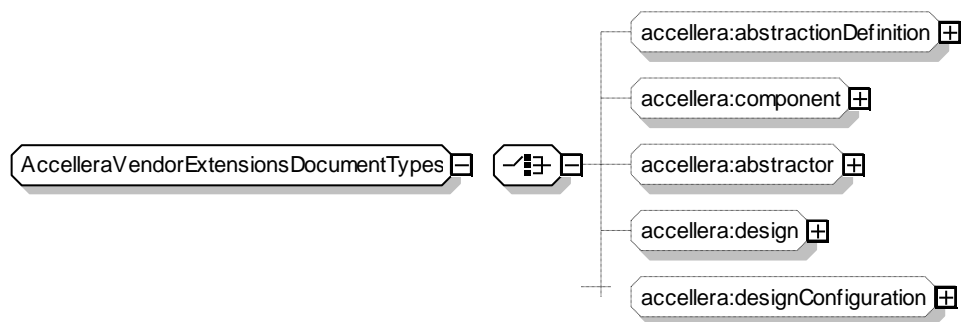 accellera:abstractionDefinition
accellera:component
AccelleraVendorExtensionsDocumentTypes
accellera:abstractor
accellera:design
accellera:designConfiguration